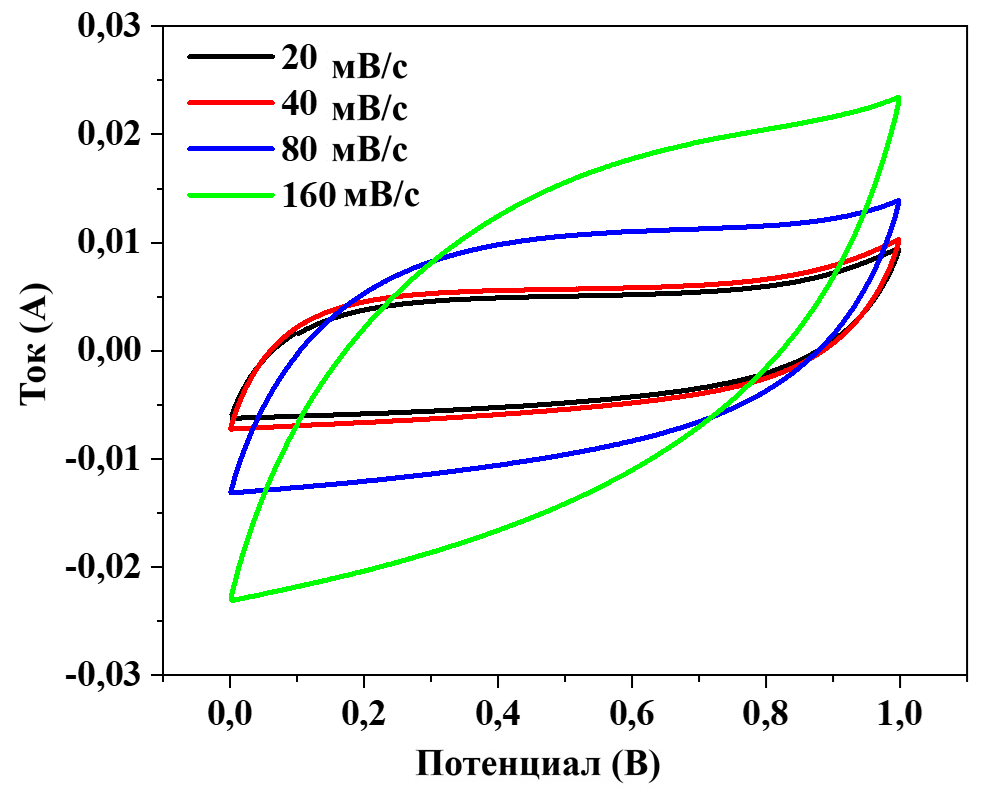 0,03
0,02
0,01
0,00
-0,01
-0,02
-0,03
Ток (А)
20 мВ/с
40 мВ/с
80 мВ/с
160 мВ/с
0,0 0,2 0,4 0,6 0,8 1,0
Потенциал (В)